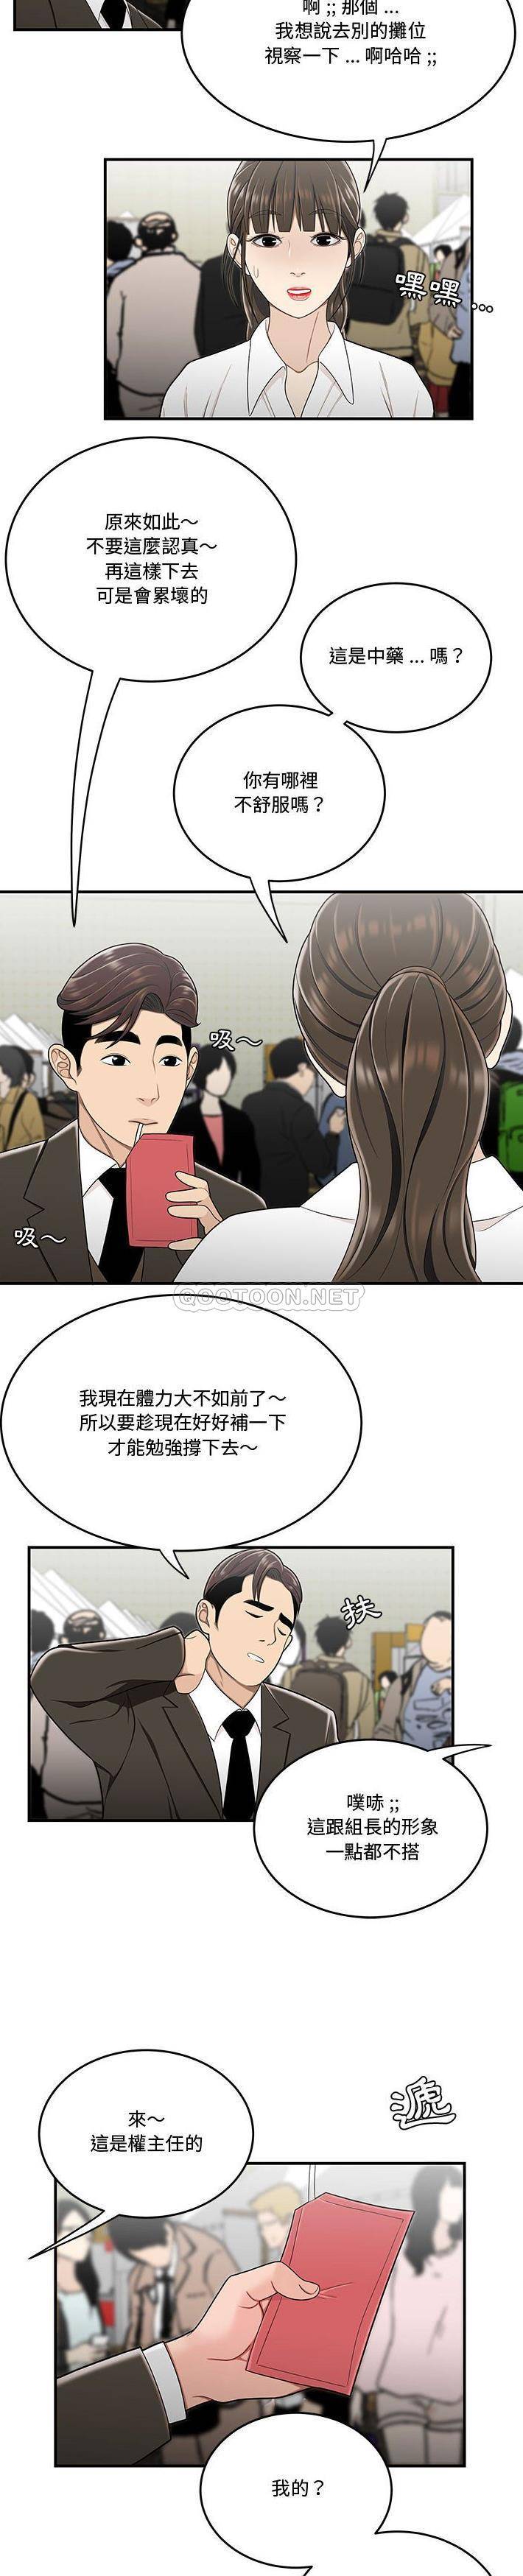 啊 ;; 那個 ...
我想說去別的攤位
視察一下 ... 啊哈哈 ;;
嘿嘿...
原來如此～
不要這麼認真～
再這樣下去
可是會累壞的
這是中藥 ... 嗎？
你有哪裡
不舒服嗎？
吸～
吸～
QOOTOON.NET
我現在體力大不如前了～
所以要趁現在好好補一下
才能勉強撐下去～
扶
噗哧 ;;
這跟組長的形象
一點都不搭
來～
這是權主任的
遞
我的？